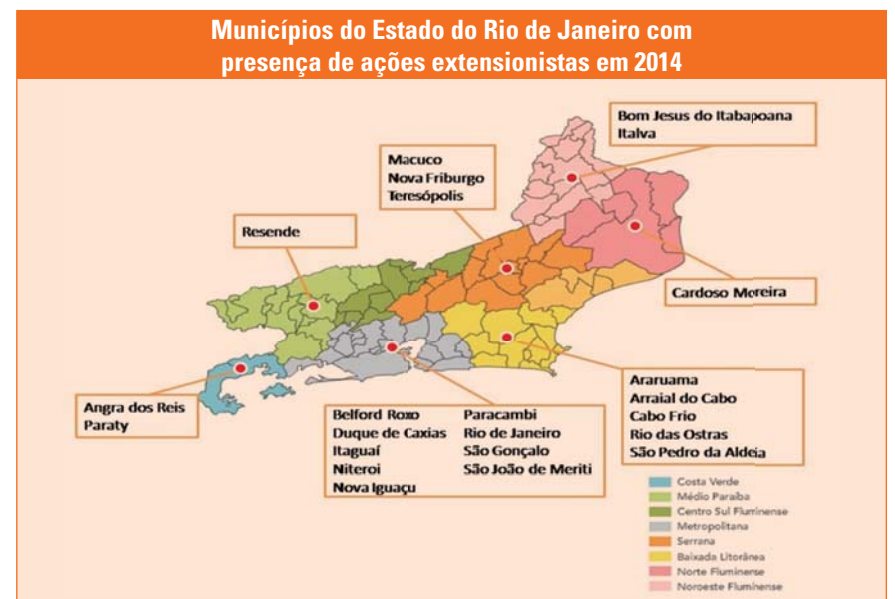 Municípios do Estado do Rio de Janeiro com
presença de ações extensionistas em 2014
Bom Jesus do Itabapoana
Italva
Macuco
Nova Friburgo
Teresópolis
Resende
Cardoso Moreira
Angra dos Reis
Paraty
Belford Roxo
Duque de Caxias
Itaguaí
Niteroi
Nova Iguaçu
Paracambi
Rio de Janeiro
São Gonçalo
São João de Meriti
Araruama
Arraial do Cabo
Cabo Frio
Rio das Ostras
São Pedro da Aldeia
Costa Verde
Médio Paraíba
Centro Sul Fluminense
Metropolitana
Serrana
Baixada Litorânea
Norte Fluminense
Noroeste Fluminense